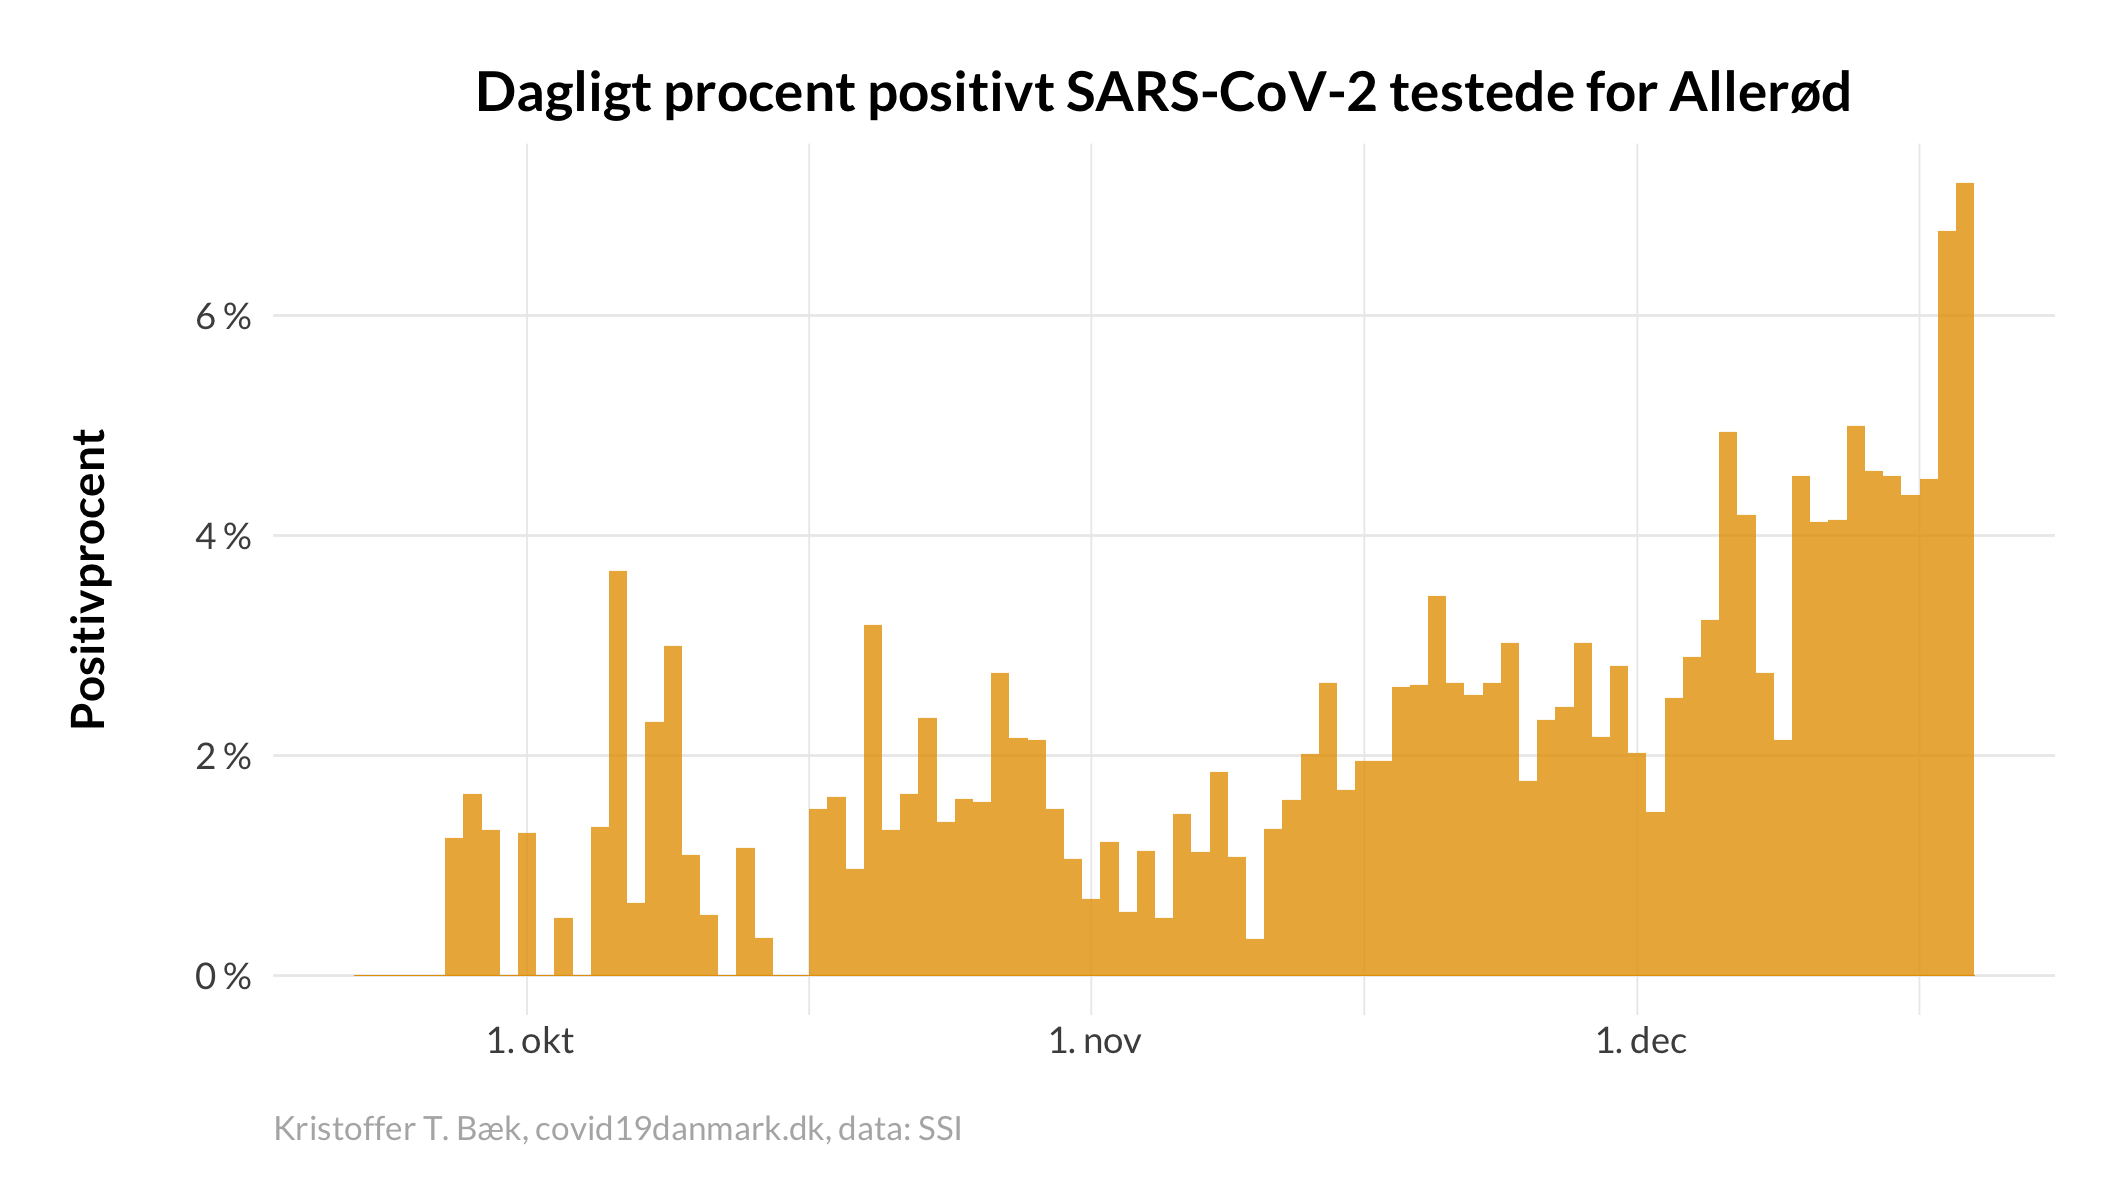 Dagligt procent positivt SARS-CoV-2 testede for Allerød
Positivprocent
6 %
4 %
2 %
0 %
1. okt
1. nov
1. dec
Kristoffer T. Bæk, covid19danmark.dk, data: SSI